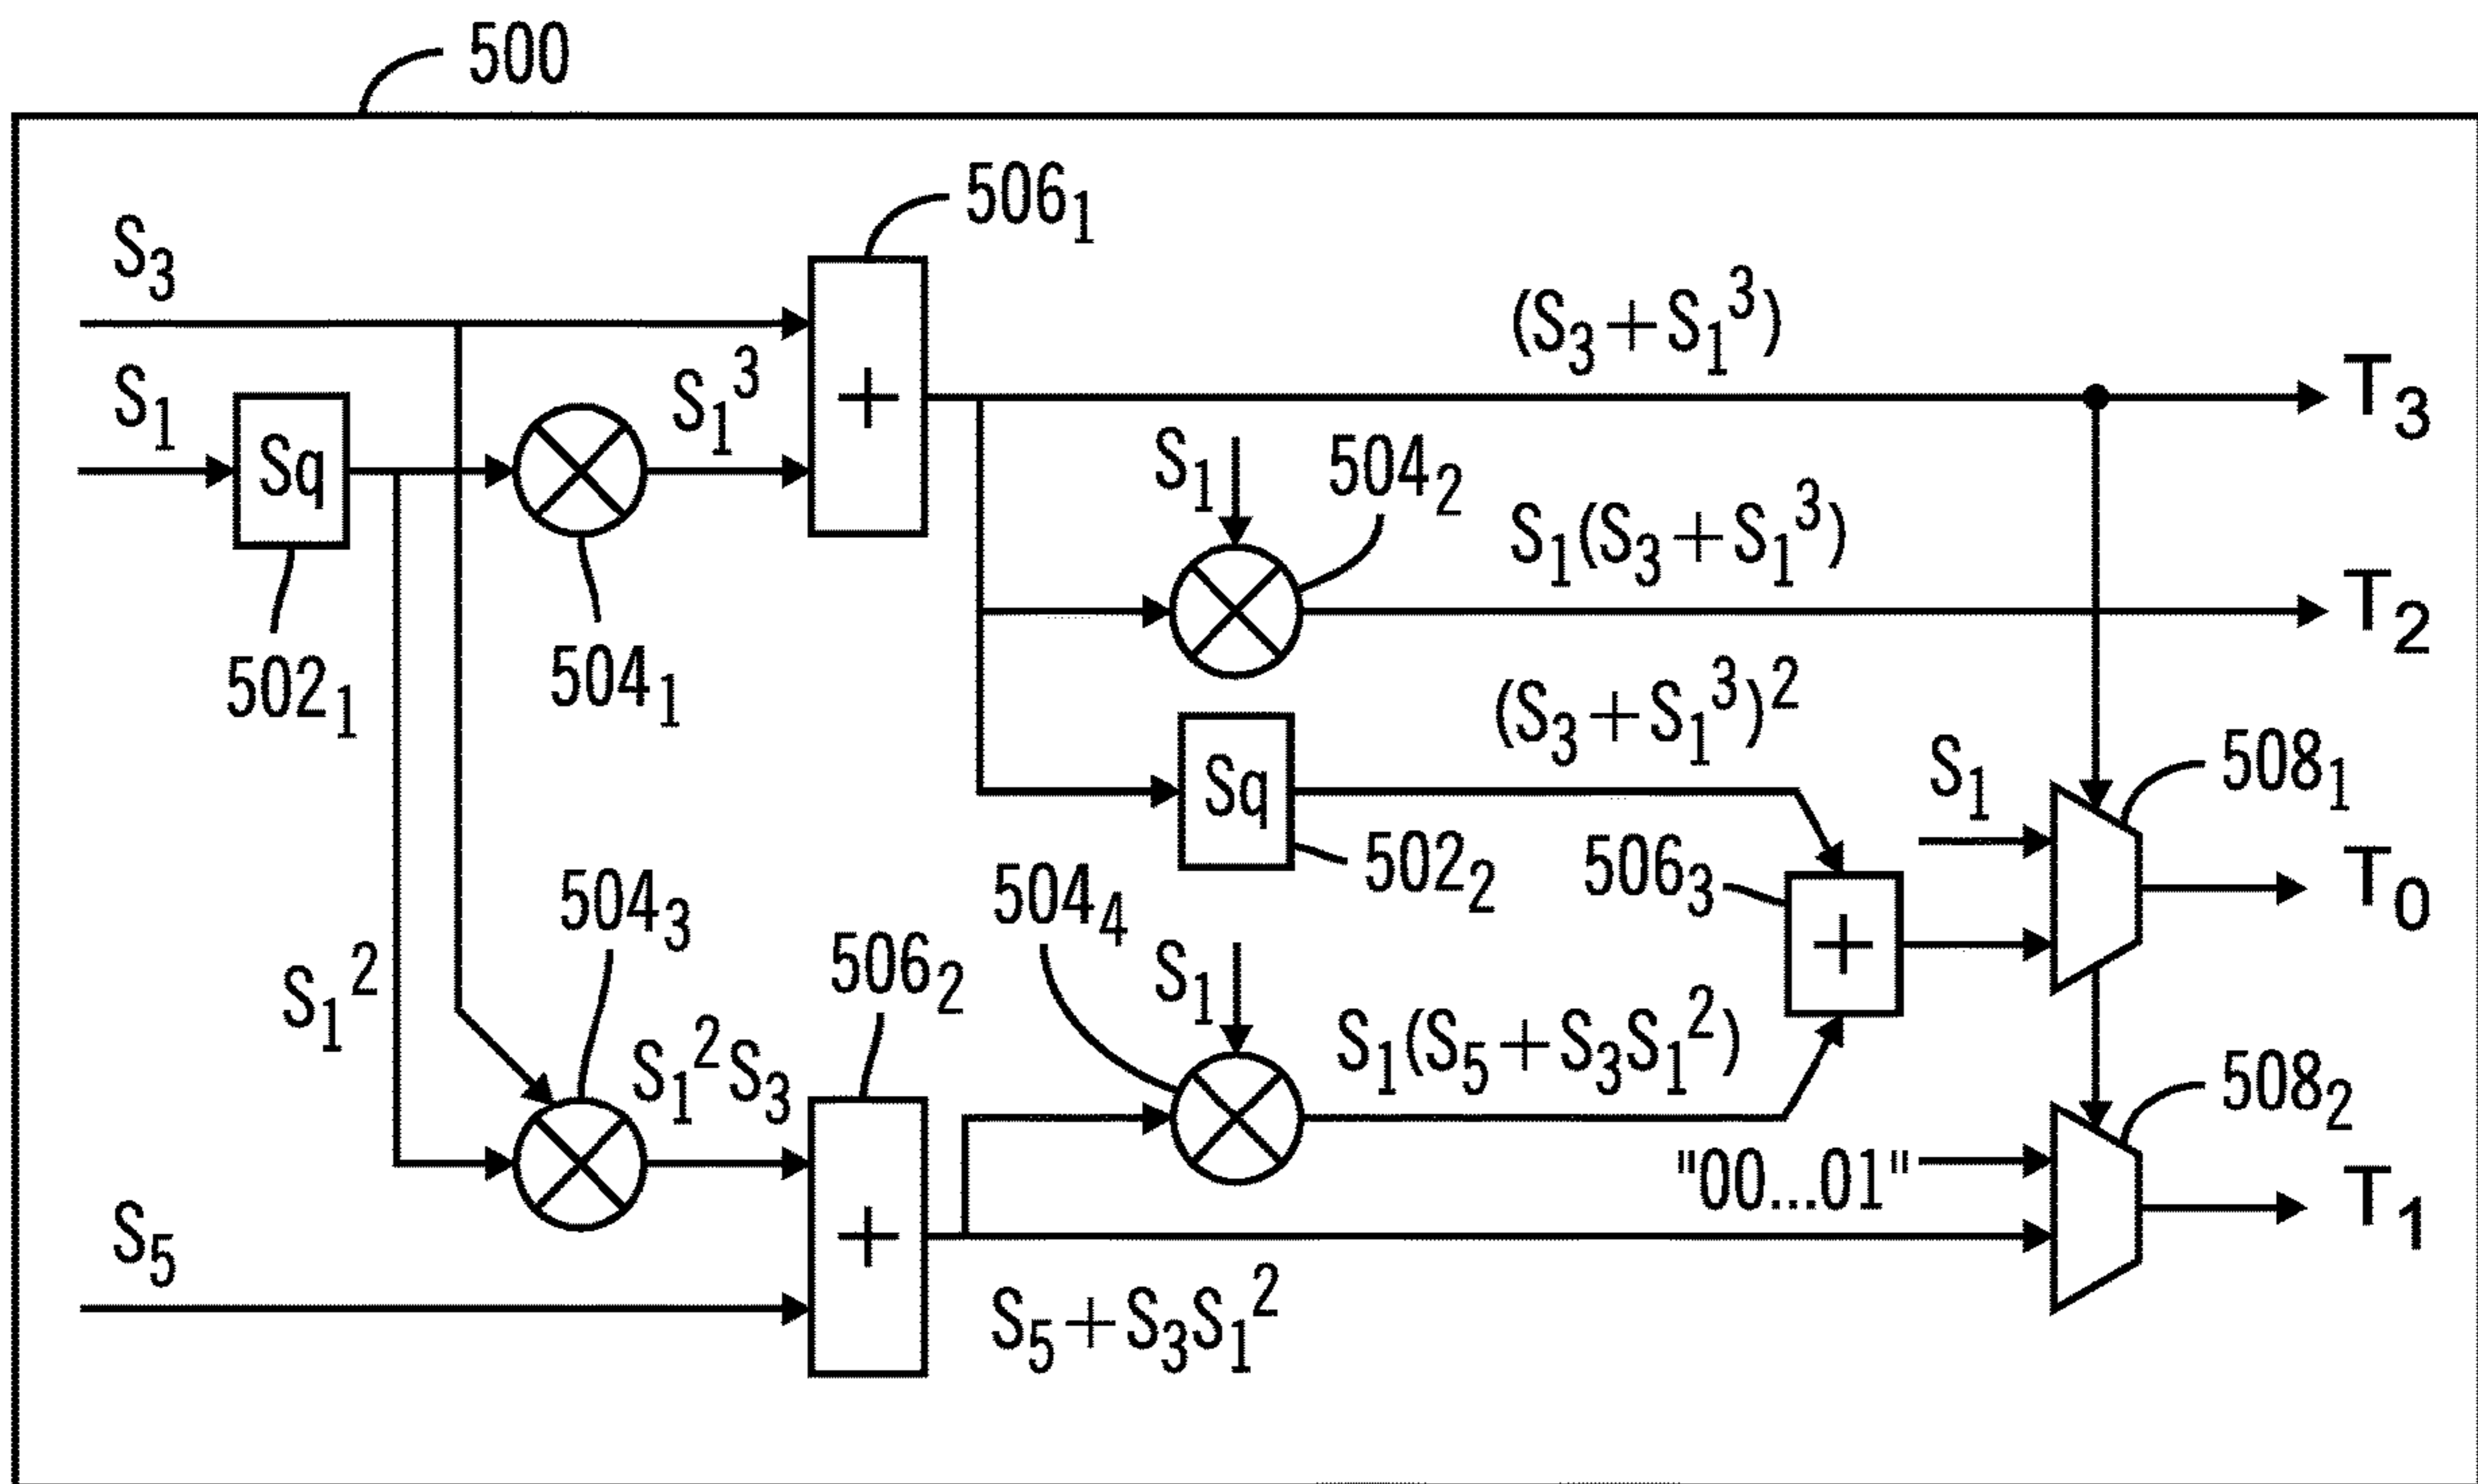 500
506₁
S₃
(S₃+S₁³)
T₃
S₁
Sq
S₁³
+
S₁
504₂
S₁(S₃+S₁³)
T₂
502₁
504₁
(S₃+S₁³)²
Sq
502₂
S₁
508₁
T₀
506₃
+
504₃
504₄
506₂
S₁²
S₁²S₃
S₁
S₁(S₅+S₃S₁²)
508₂
"00...01"
T₁
S₅
+
S₅+S₃S₁²